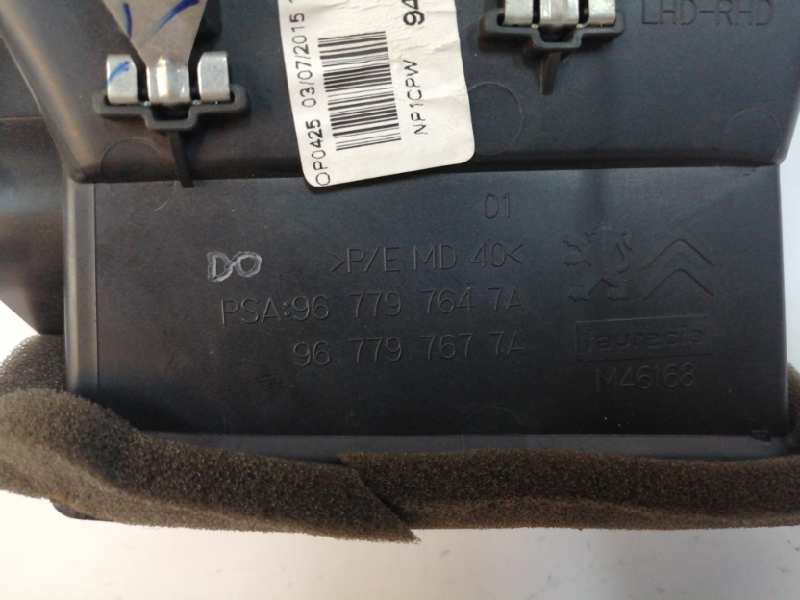 LHD-RHD
OP0425 03/07/2015
NP1CPW
94
01
DO
>P/E MD 40<
PSA:96 779 764 7A
96 779 767 7A
faurecia
M46168